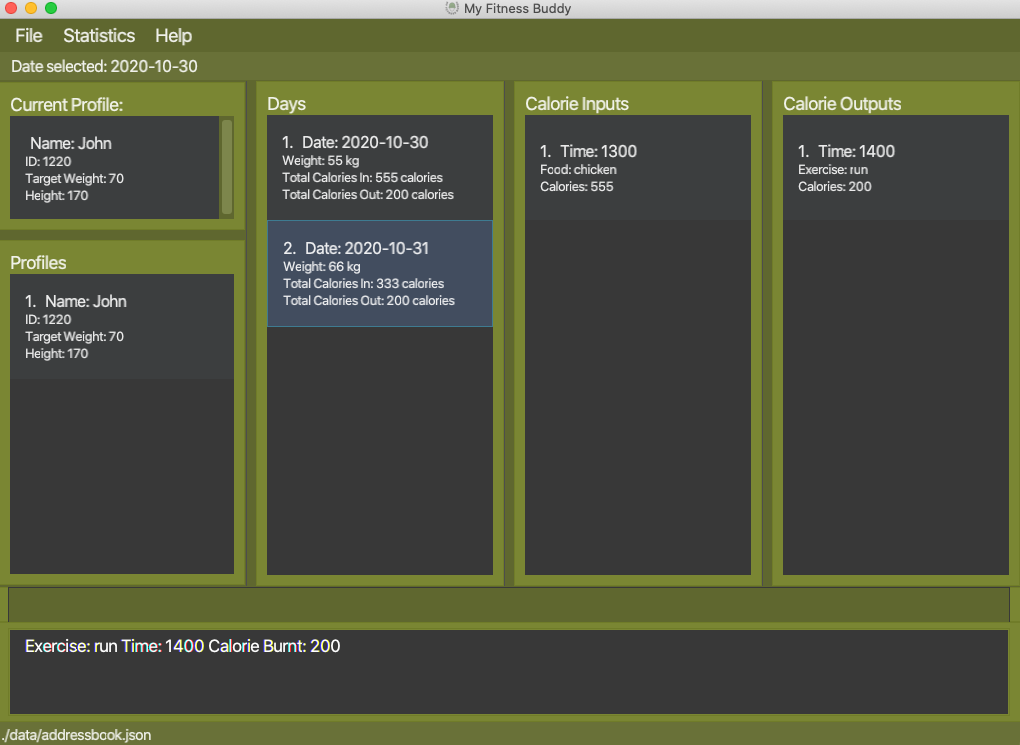 My Fitness Buddy
File Statistics Help
Date selected: 2020-10-30
Current Profile:
Name: John
ID: 1220
Target Weight: 70
Height: 170
Profiles
1. Name: John
ID: 1220
Target Weight: 70
Height: 170
Days
1. Date: 2020-10-30
Weight: 55 kg
Total Calories In: 555 calories
Total Calories Out: 200 calories
2. Date: 2020-10-31
Weight: 66 kg
Total Calories In: 333 calories
Total Calories Out: 200 calories
Calorie Inputs
1. Time: 1300
Food: chicken
Calories: 555
Calorie Outputs
1. Time: 1400
Exercise: run
Calories: 200
Exercise: run Time: 1400 Calorie Burnt: 200
./data/addressbook.json